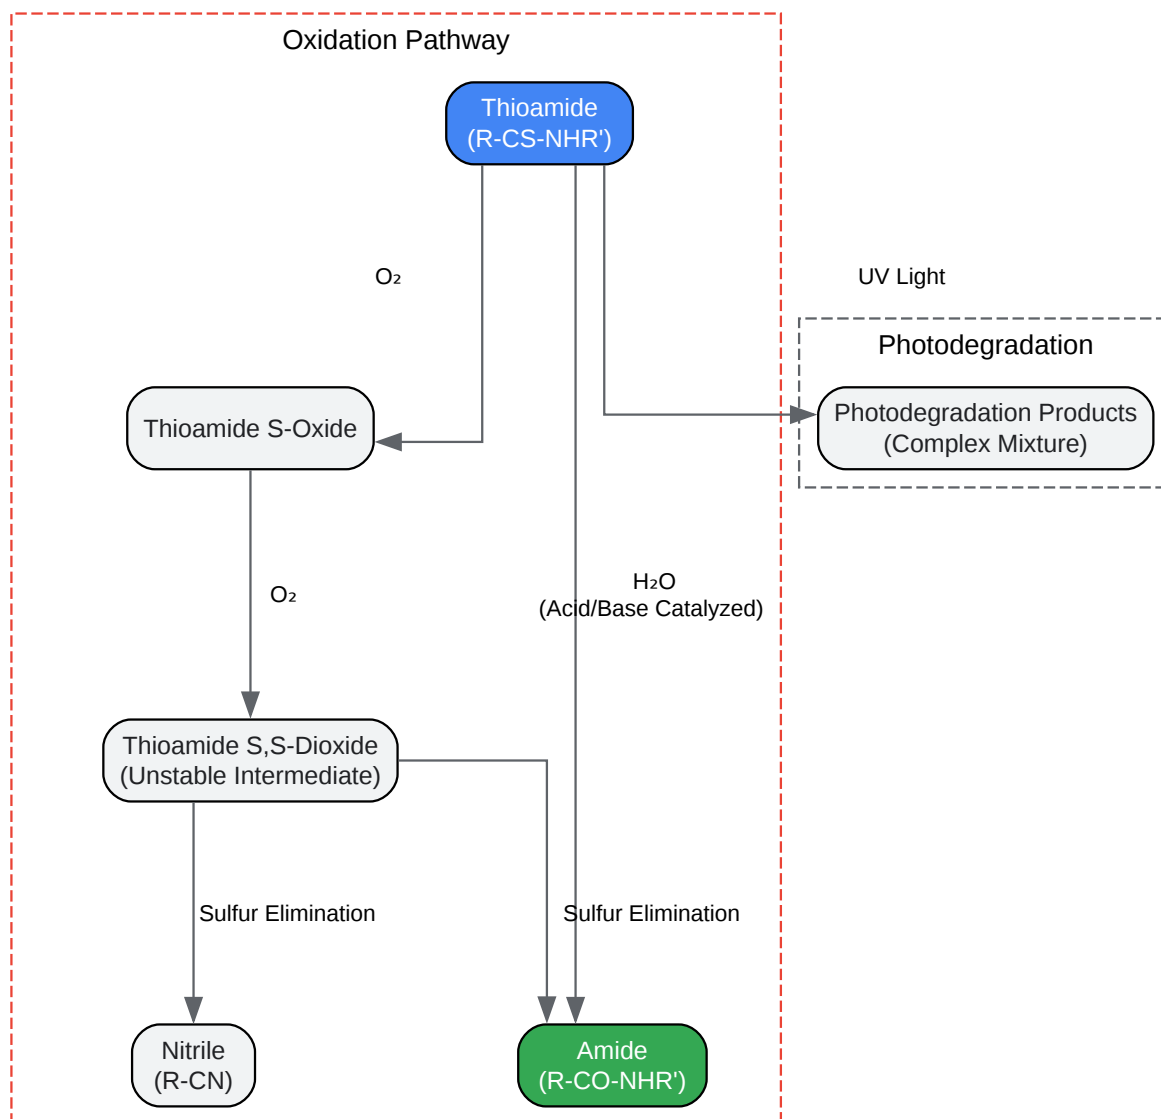 Oxidation Pathway
Thioamide
(R-CS-NHR')
O₂
UV Light
Photodegradation
Thioamide S-Oxide
Photodegradation Products
(Complex Mixture)
O₂
H₂O
(Acid/Base Catalyzed)
Thioamide S,S-Dioxide
(Unstable Intermediate)
Sulfur Elimination
Sulfur Elimination
Nitrile
(R-CN)
Amide
(R-CO-NHR')